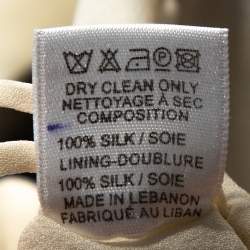 DRY CLEAN ONLY
NETTOYAGE À SEC
COMPOSITION
100% SILK / SOIE
LINING-DOUBLURE
100% SILK / SOIE
MADE IN LEBANON
FABRIQUÉ AU LIBAN